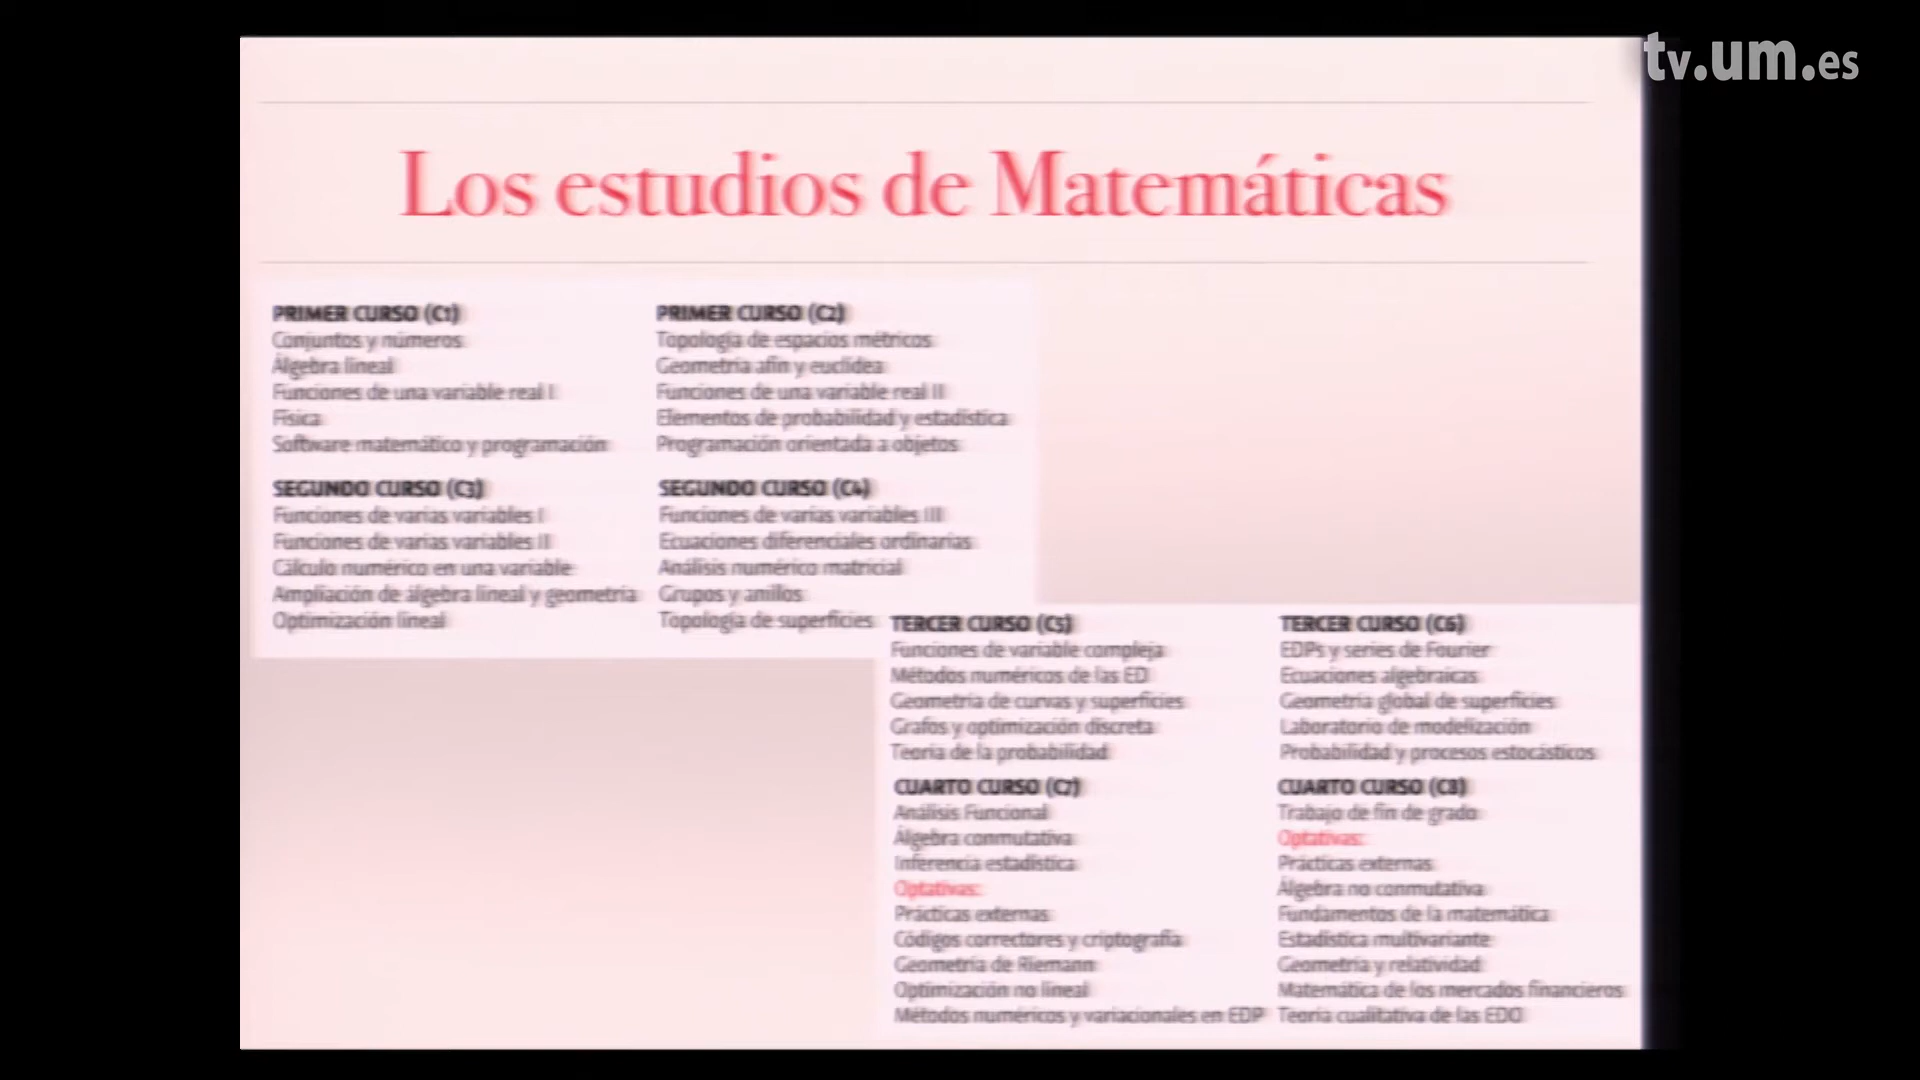 tv.um.es
Los estudios de Matemáticas
PRIMER CURSO (C1)
Conjuntos y números
Álgebra lineal
Funciones de una variable real I
Física
Software matemático y programación
PRIMER CURSO (C2)
Topología de espacios métricos
Geometría afín y euclídea
Funciones de una variable real II
Elementos de probabilidad y estadística
Programación orientada a objetos
SEGUNDO CURSO (C3)
Funciones de varias variables I
Funciones de varias variables II
Cálculo numérico en una variable
Ampliación de álgebra lineal y geometría
Optimización lineal
SEGUNDO CURSO (C4)
Funciones de varias variables III
Ecuaciones diferenciales ordinarias
Análisis numérico matricial
Grupos y anillos
Topología de superficies
TERCER CURSO (C5)
Funciones de variable compleja
Métodos numéricos de las ED
Geometría de curvas y superficies
Grafos y optimización discreta
Teoría de la probabilidad
TERCER CURSO (C6)
EDPs y series de Fourier
Ecuaciones algebraicas
Geometría global de superficies
Laboratorio de modelización
Probabilidad y procesos estocásticos
CUARTO CURSO (C7)
Análisis Funcional
Álgebra conmutativa
Inferencia estadística
Optativas:
Prácticas externas
Códigos correctores y criptografía
Geometría de Riemann
Optimización no lineal
Métodos numéricos y variacionales en EDP
CUARTO CURSO (C8)
Trabajo de fin de grado
Optativas:
Prácticas externas
Álgebra no conmutativa
Fundamentos de la matemática
Estadística multivariante
Geometría y relatividad
Matemática de los mercados financieros
Teoría cualitativa de las EDO